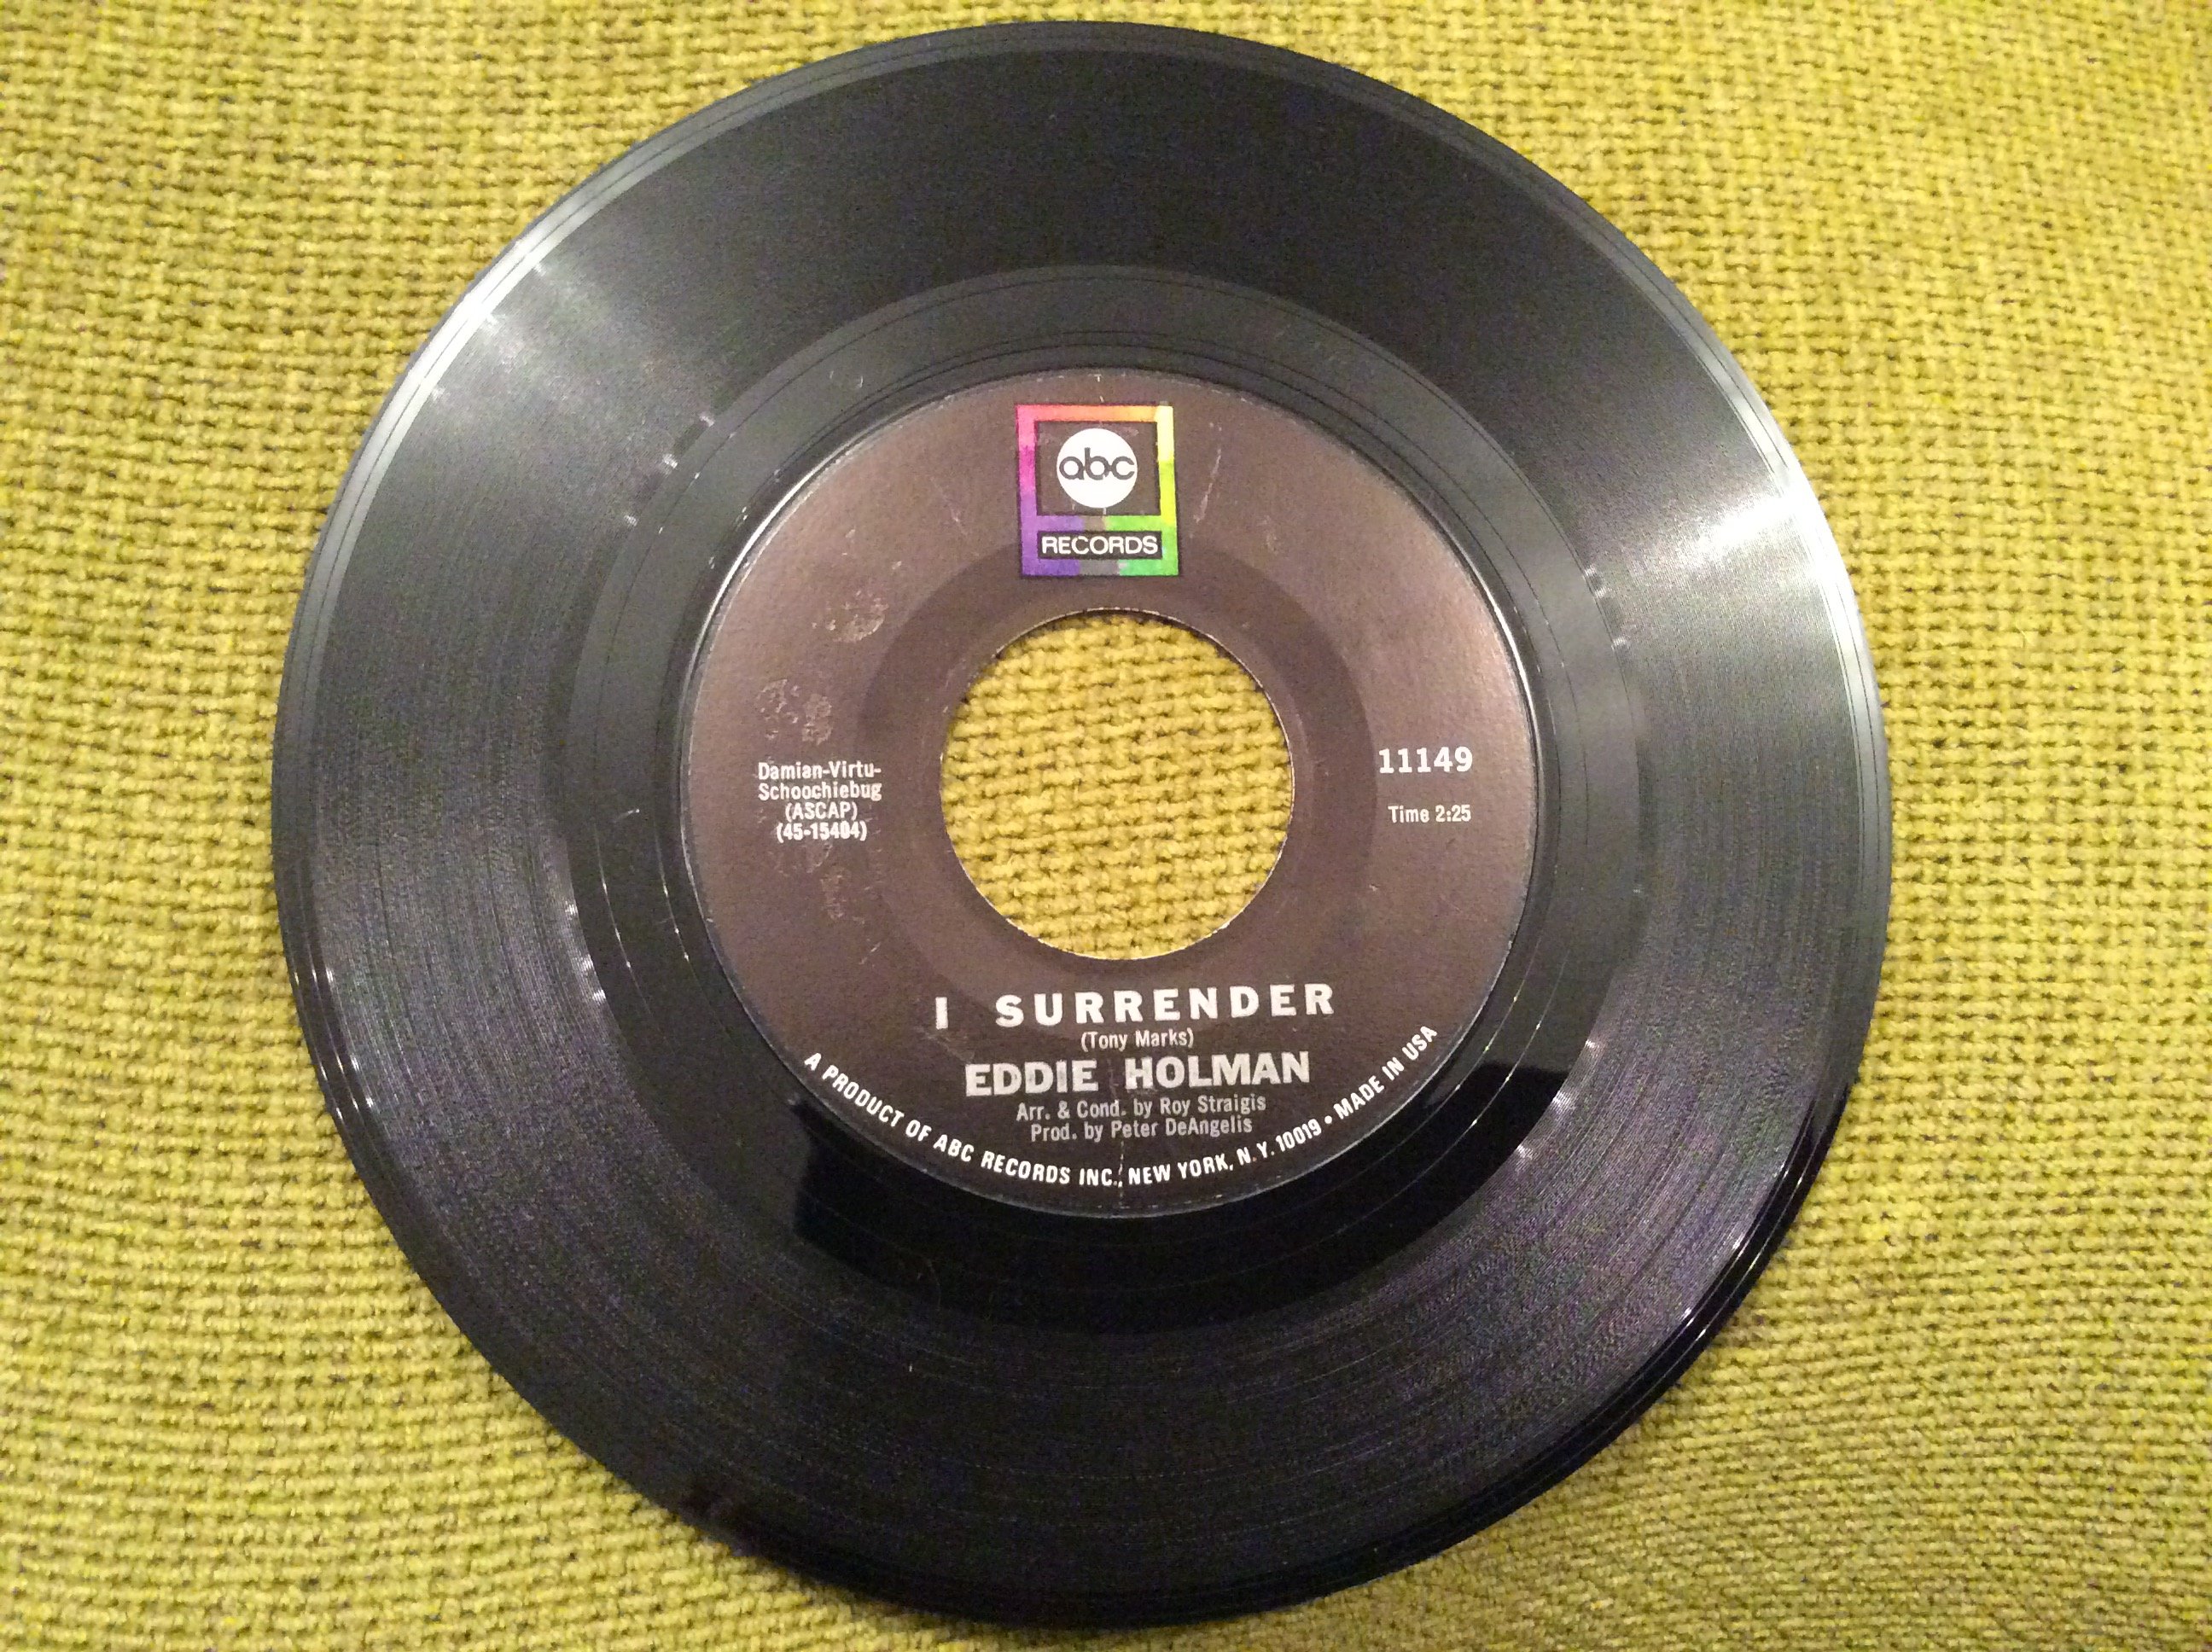 abc
RECORDS
Damian-Virtu-
Schoochiebug
(ASCAP)
(45-15404)
11149
Time 2:25
I SURRENDER
(Tony Marks)
EDDIE HOLMAN
Arr. & Cond. by Roy Straigis
Prod. by Peter DeAngelis
A PRODUCT OF ABC RECORDS INC., NEW YORK, N.Y. 10019 • MADE IN USA